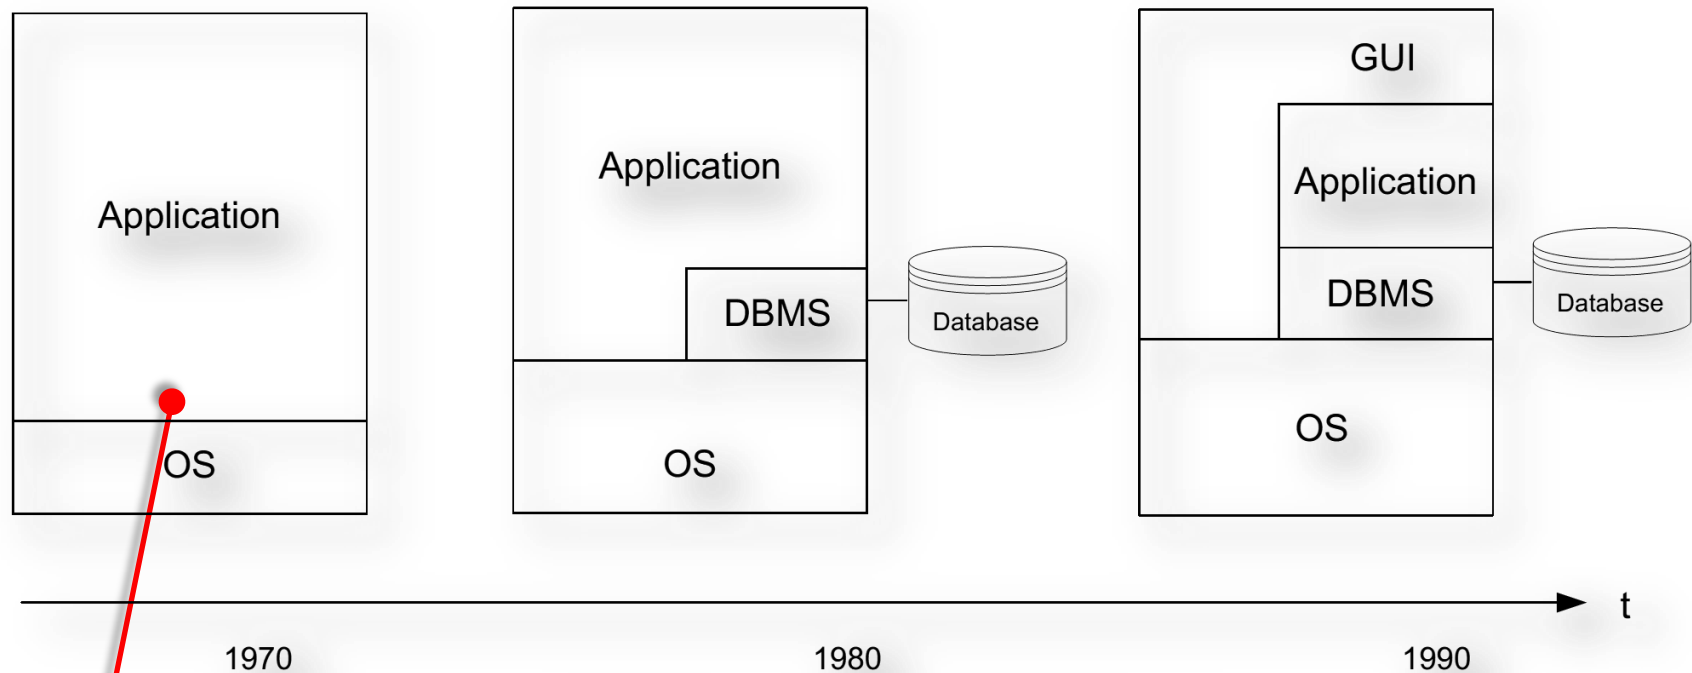 Application
OS
Application
DBMS
Database
OS
GUI
Application
DBMS
Database
OS
t
1970
1980
1990